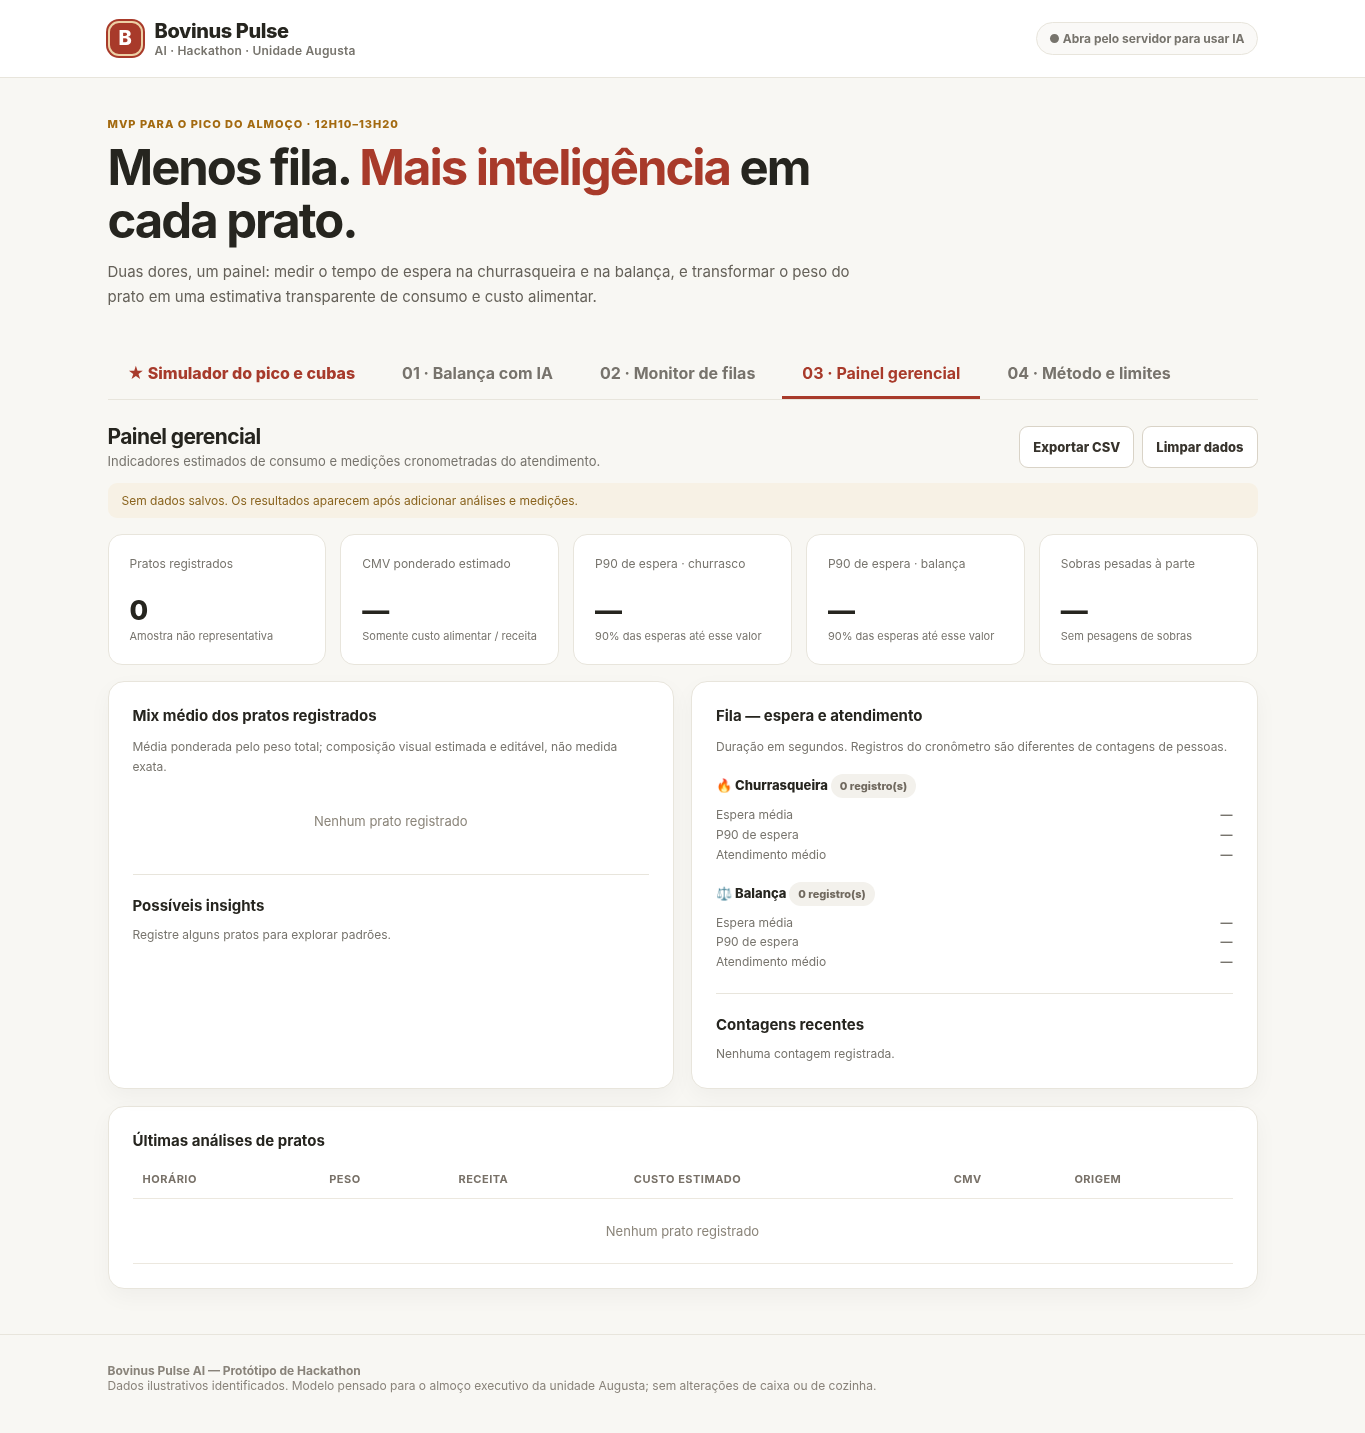 B
Bovinus Pulse
AI · Hackathon · Unidade Augusta
● Abra pelo servidor para usar IA
MVP PARA O PICO DO ALMOÇO · 12H10–13H20
Menos fila. Mais inteligência em
cada prato.
Duas dores, um painel: medir o tempo de espera na churrasqueira e na balança, e transformar o peso do
prato em uma estimativa transparente de consumo e custo alimentar.
★ Simulador do pico e cubas
01 · Balança com IA
02 · Monitor de filas
03 · Painel gerencial
04 · Método e limites
Painel gerencial
Indicadores estimados de consumo e medições cronometradas do atendimento.
Exportar CSV
Limpar dados
Sem dados salvos. Os resultados aparecem após adicionar análises e medições.
Pratos registrados
0
Amostra não representativa
CMV ponderado estimado
—
Somente custo alimentar / receita
P90 de espera · churrasco
—
90% das esperas até esse valor
P90 de espera · balança
—
90% das esperas até esse valor
Sobras pesadas à parte
—
Sem pesagens de sobras
Mix médio dos pratos registrados
Média ponderada pelo peso total; composição visual estimada e editável, não medida
exata.
Nenhum prato registrado
Possíveis insights
Registre alguns pratos para explorar padrões.
Fila — espera e atendimento
Duração em segundos. Registros do cronômetro são diferentes de contagens de pessoas.
🔥 Churrasqueira 0 registro(s)
Espera média —
P90 de espera —
Atendimento médio —
⚖️ Balança 0 registro(s)
Espera média —
P90 de espera —
Atendimento médio —
Contagens recentes
Nenhuma contagem registrada.
Últimas análises de pratos
HORÁRIO PESO RECEITA CUSTO ESTIMADO CMV ORIGEM
Nenhum prato registrado
Bovinus Pulse AI — Protótipo de Hackathon
Dados ilustrativos identificados. Modelo pensado para o almoço executivo da unidade Augusta; sem alterações de caixa ou de cozinha.